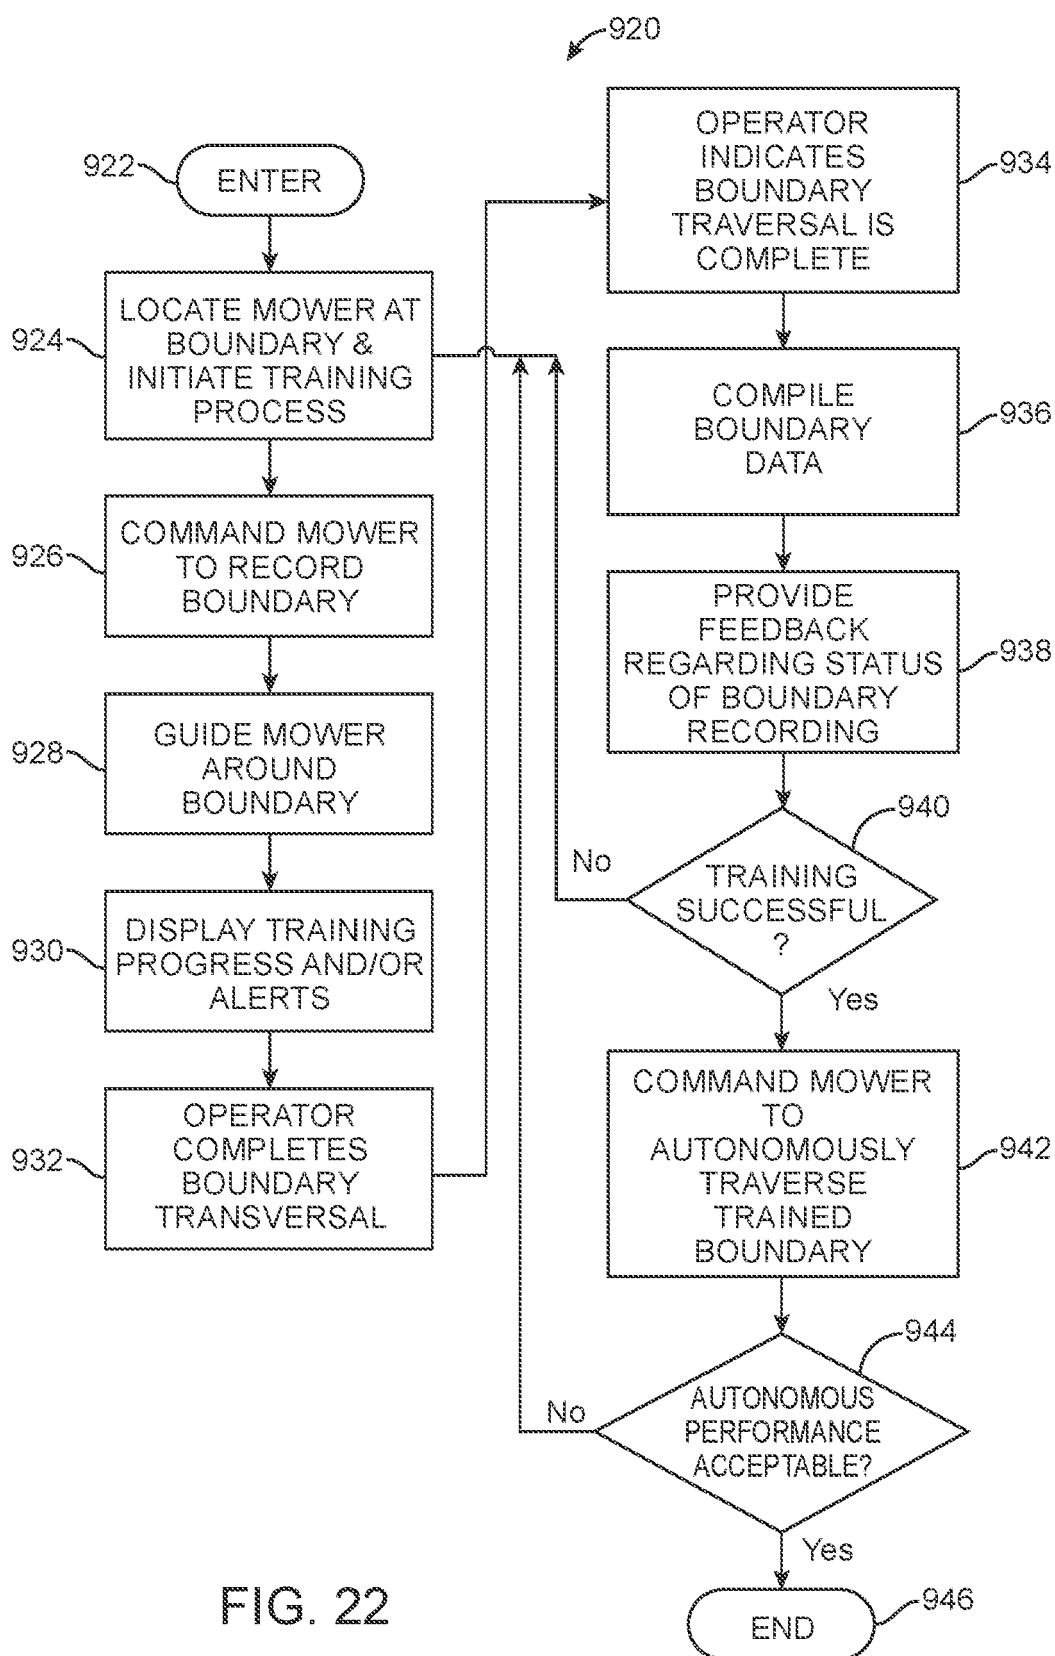 920
922
ENTER
924
LOCATE MOWER AT
BOUNDARY &
INITIATE TRAINING
PROCESS
926
COMMAND MOWER
TO RECORD
BOUNDARY
928
GUIDE MOWER
AROUND
BOUNDARY
930
DISPLAY TRAINING
PROGRESS AND/OR
ALERTS
932
OPERATOR
COMPLETES
BOUNDARY
TRANSVERSAL
OPERATOR
INDICATES
BOUNDARY
TRAVERSAL IS
COMPLETE
934
COMPILE
BOUNDARY
DATA
936
PROVIDE
FEEDBACK
REGARDING STATUS
OF BOUNDARY
RECORDING
938
940
TRAINING
SUCCESSFUL
?
No
Yes
COMMAND MOWER
TO
AUTONOMOUSLY
TRAVERSE
TRAINED
BOUNDARY
942
944
AUTONOMOUS
PERFORMANCE
ACCEPTABLE?
No
Yes
END
946
FIG. 22